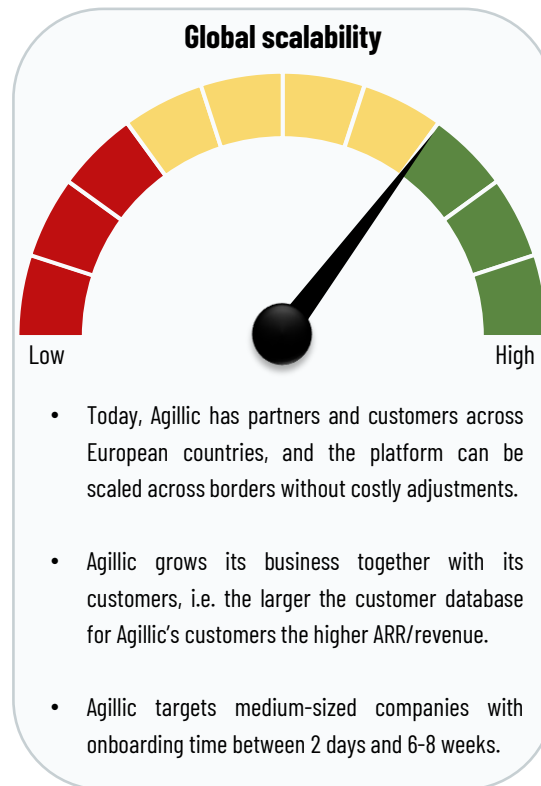 Global scalability
Low
High
• Today, Agillic has partners and customers across
European countries, and the platform can be
scaled across borders without costly adjustments.
• Agillic grows its business together with its
customers, i.e. the larger the customer database
for Agillic’s customers the higher ARR/revenue.
• Agillic targets medium-sized companies with
onboarding time between 2 days and 6-8 weeks.